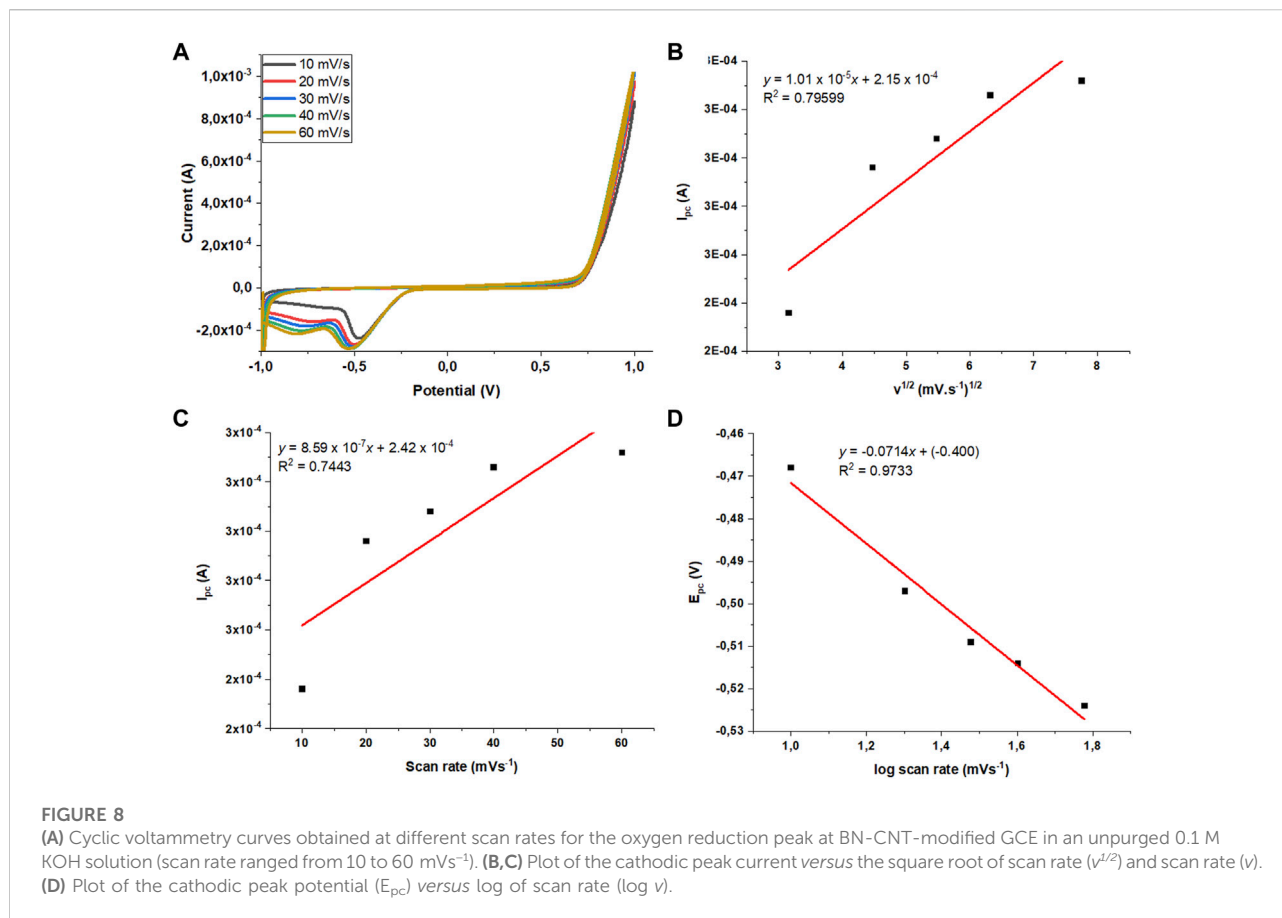 A
10 mV/s
20 mV/s
30 mV/s
40 mV/s
60 mV/s
1,0x10⁻³
8,0x10⁻⁴
6,0x10⁻⁴
4,0x10⁻⁴
2,0x10⁻⁴
0,0
-2,0x10⁻⁴
Current (A)
-1,0 -0,5 0,0 0,5 1,0
Potential (V)
B
y = 1.01 x 10⁻⁵x + 2.15 x 10⁻⁴
R² = 0.79599
3E-04
3E-04
3E-04
3E-04
2E-04
2E-04
I_pc (A)
3 4 5 6 7 8
v^1/2 (mV.s⁻¹)^1/2
C
y = 8.59 x 10⁻⁷x + 2.42 x 10⁻⁴
R² = 0.7443
3x10⁻⁴
3x10⁻⁴
3x10⁻⁴
3x10⁻⁴
3x10⁻⁴
2x10⁻⁴
2x10⁻⁴
I_pc (A)
10 20 30 40 50 60
Scan rate (mVs⁻¹)
D
y = -0.0714x + (-0.400)
R² = 0.9733
-0,46
-0,47
-0,48
-0,49
-0,50
-0,51
-0,52
-0,53
E_pc (V)
1,0 1,2 1,4 1,6 1,8
log scan rate (mVs⁻¹)
FIGURE 8
(A) Cyclic voltammetry curves obtained at different scan rates for the oxygen reduction peak at BN-CNT-modified GCE in an unpurged 0.1 M
KOH solution (scan rate ranged from 10 to 60 mVs⁻¹). (B,C) Plot of the cathodic peak current versus the square root of scan rate (v^1/2) and scan rate (v).
(D) Plot of the cathodic peak potential (E_pc) versus log of scan rate (log v).